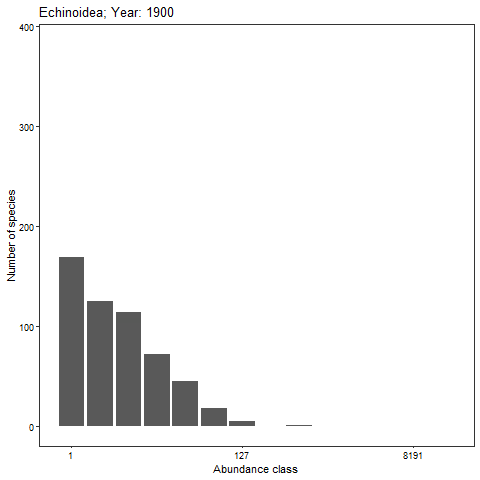 Echinoidea; Year: 1900
400
300
200
100
0
Number of species
1
127
8191
Abundance class